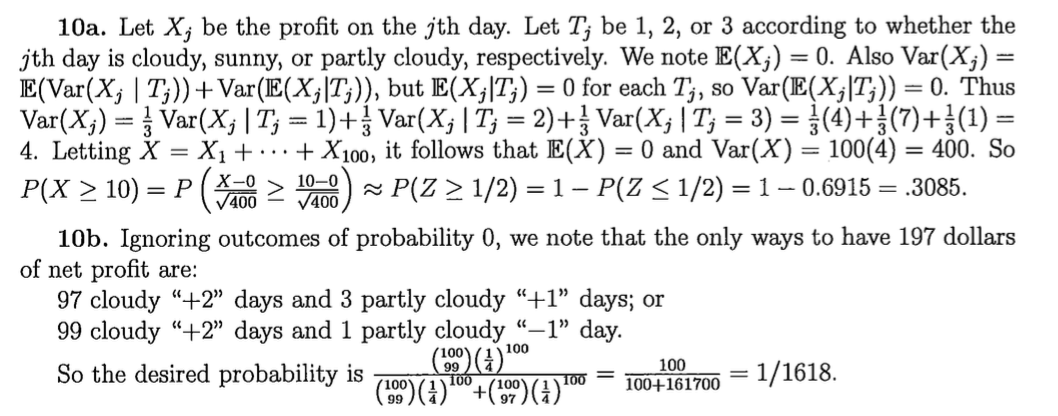 10a. Let X_j be the profit on the jth day. Let T_j be 1, 2, or 3 according to whether the
jth day is cloudy, sunny, or partly cloudy, respectively. We note 𝔼(X_j) = 0. Also Var(X_j) =
𝔼(Var(X_j | T_j)) + Var(𝔼(X_j|T_j)), but 𝔼(X_j|T_j) = 0 for each T_j, so Var(𝔼(X_j|T_j)) = 0. Thus
Var(X_j) = 1/3 Var(X_j | T_j = 1)+1/3 Var(X_j | T_j = 2)+1/3 Var(X_j | T_j = 3) = 1/3(4)+1/3(7)+1/3(1) =
4. Letting X = X_1 + ··· + X_100, it follows that 𝔼(X) = 0 and Var(X) = 100(4) = 400. So
P(X ≥ 10) = P((X−0)/√400 ≥ (10−0)/√400) ≈ P(Z ≥ 1/2) = 1 − P(Z ≤ 1/2) = 1 − 0.6915 = .3085.
10b. Ignoring outcomes of probability 0, we note that the only ways to have 197 dollars
of net profit are:
97 cloudy “+2” days and 3 partly cloudy “+1” days; or
99 cloudy “+2” days and 1 partly cloudy “−1” day.
So the desired probability is (100 choose 99)(1/4)^100 / ((100 choose 99)(1/4)^100 + (100 choose 97)(1/4)^100) = 100/(100+161700) = 1/1618.